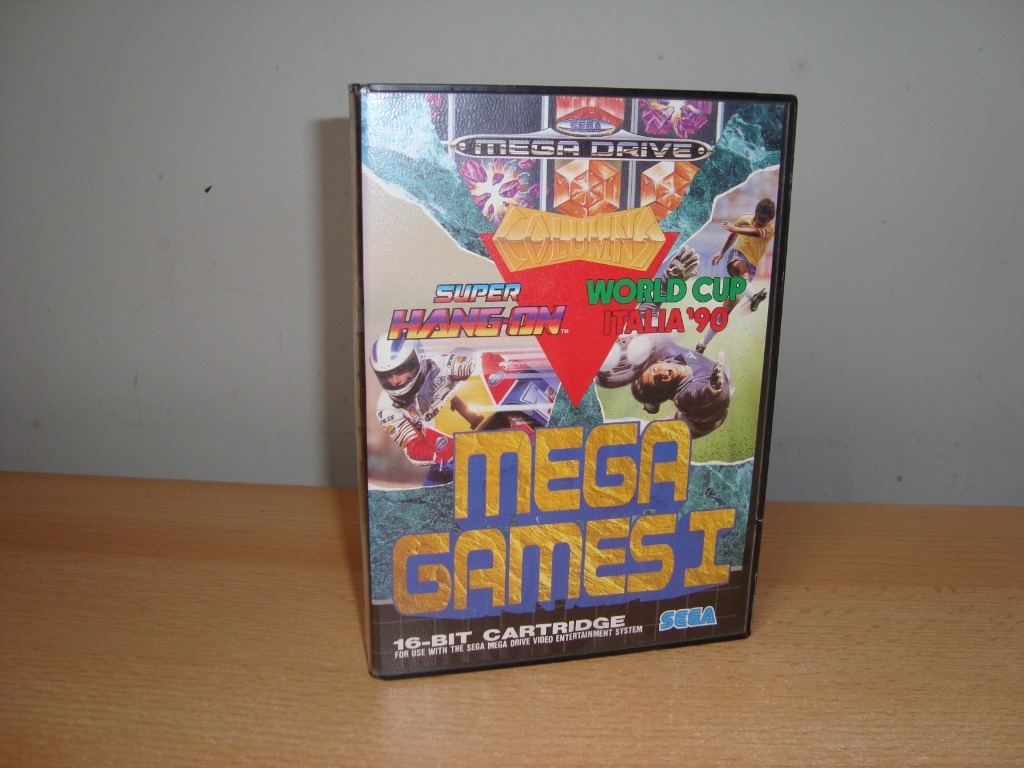 SEGA
MEGA DRIVE
COLUMNS
SUPER
HANG-ON™
WORLD CUP
ITALIA '90
MEGA
GAMES I
16-BIT CARTRIDGE
FOR USE WITH THE SEGA MEGA DRIVE VIDEO ENTERTAINMENT SYSTEM
SEGA